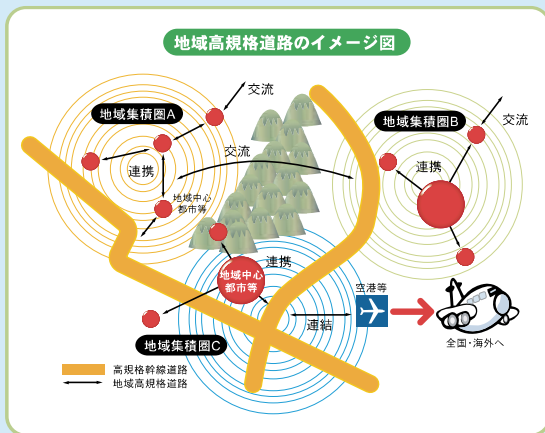 地域高規格道路のイメージ図
交流
地域集積圏A
地域集積圏B
交流
交流
連携
連携
地域中心
都市等
連携
地域中心
都市等
空港等
連結
地域集積圏C
全国・海外へ
高規格幹線道路
地域高規格道路